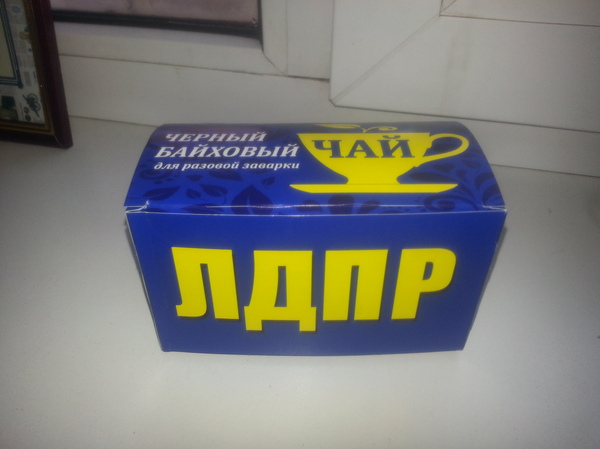 ЧЕРНЫЙ
БАЙХОВЫЙ
для разовой заварки
ЧАЙ
ЛДПР